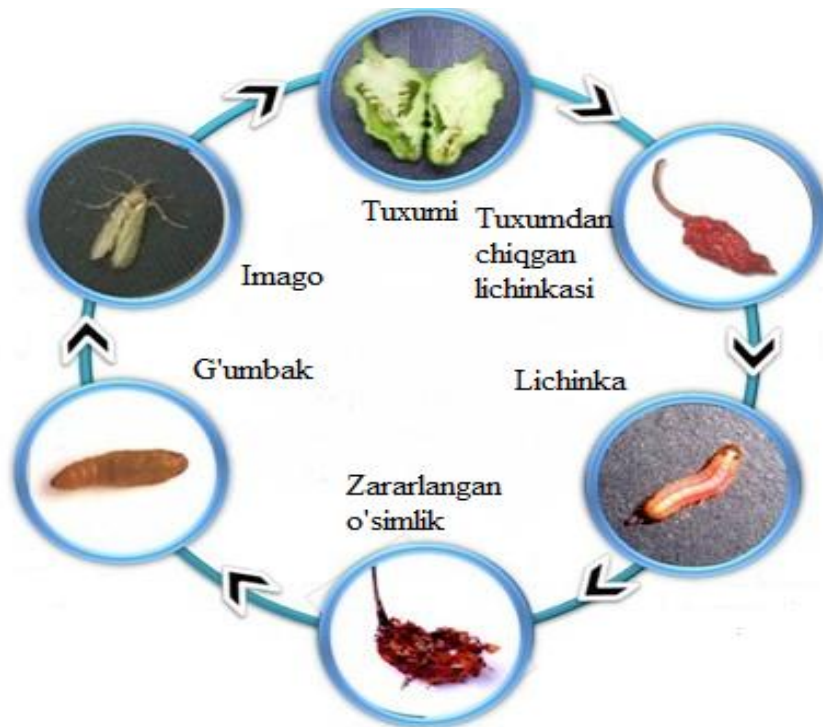 Tuxumi
Tuxumdan
chiqgan
lichinkasi
Lichinka
Zararlangan
o'simlik
G'umbak
Imago